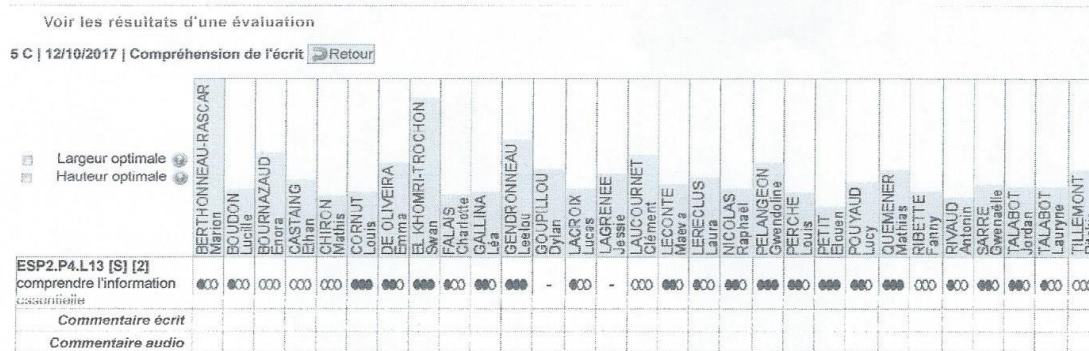 Voir les résultats d'une évaluation
5 C | 12/10/2017 | Compréhension de l'écrit Retour
Largeur optimale
Hauteur optimale
BERTHONNEAU-RASCAR
Marion
BOUDON
Lucille
BOURNAZAUD
Enora
CASTAING
Ethan
CHIRON
Mathis
CORNUT
Louis
DE OLIVEIRA
Emma
EL KHOMRI-TROCHON
Swan
FALAIS
Charlotte
GALLINA
Léa
GENDRONNEAU
Leelou
GOUPILLOU
Dylan
LACROIX
Lucas
LAGRENEE
Jesse
LAUCOURNET
Clément
LECONTE
Maeva
LERECLUS
Laura
NICOLAS
Raphaël
PELANGEON
Gwendoline
PERCHE
Louis
PETIT
Elouen
POUYAUD
Lucy
QUEMENER
Mathias
RIBETTE
Fanny
RIVAUD
Antonin
SARRE
Gwenaëlle
TALABOT
Jordan
TALABOT
Lauryne
TILLEMONT
ESP2.P4.L13 [S] [2]
comprendre l'information
essentielle
- -
Commentaire écrit
Commentaire audio